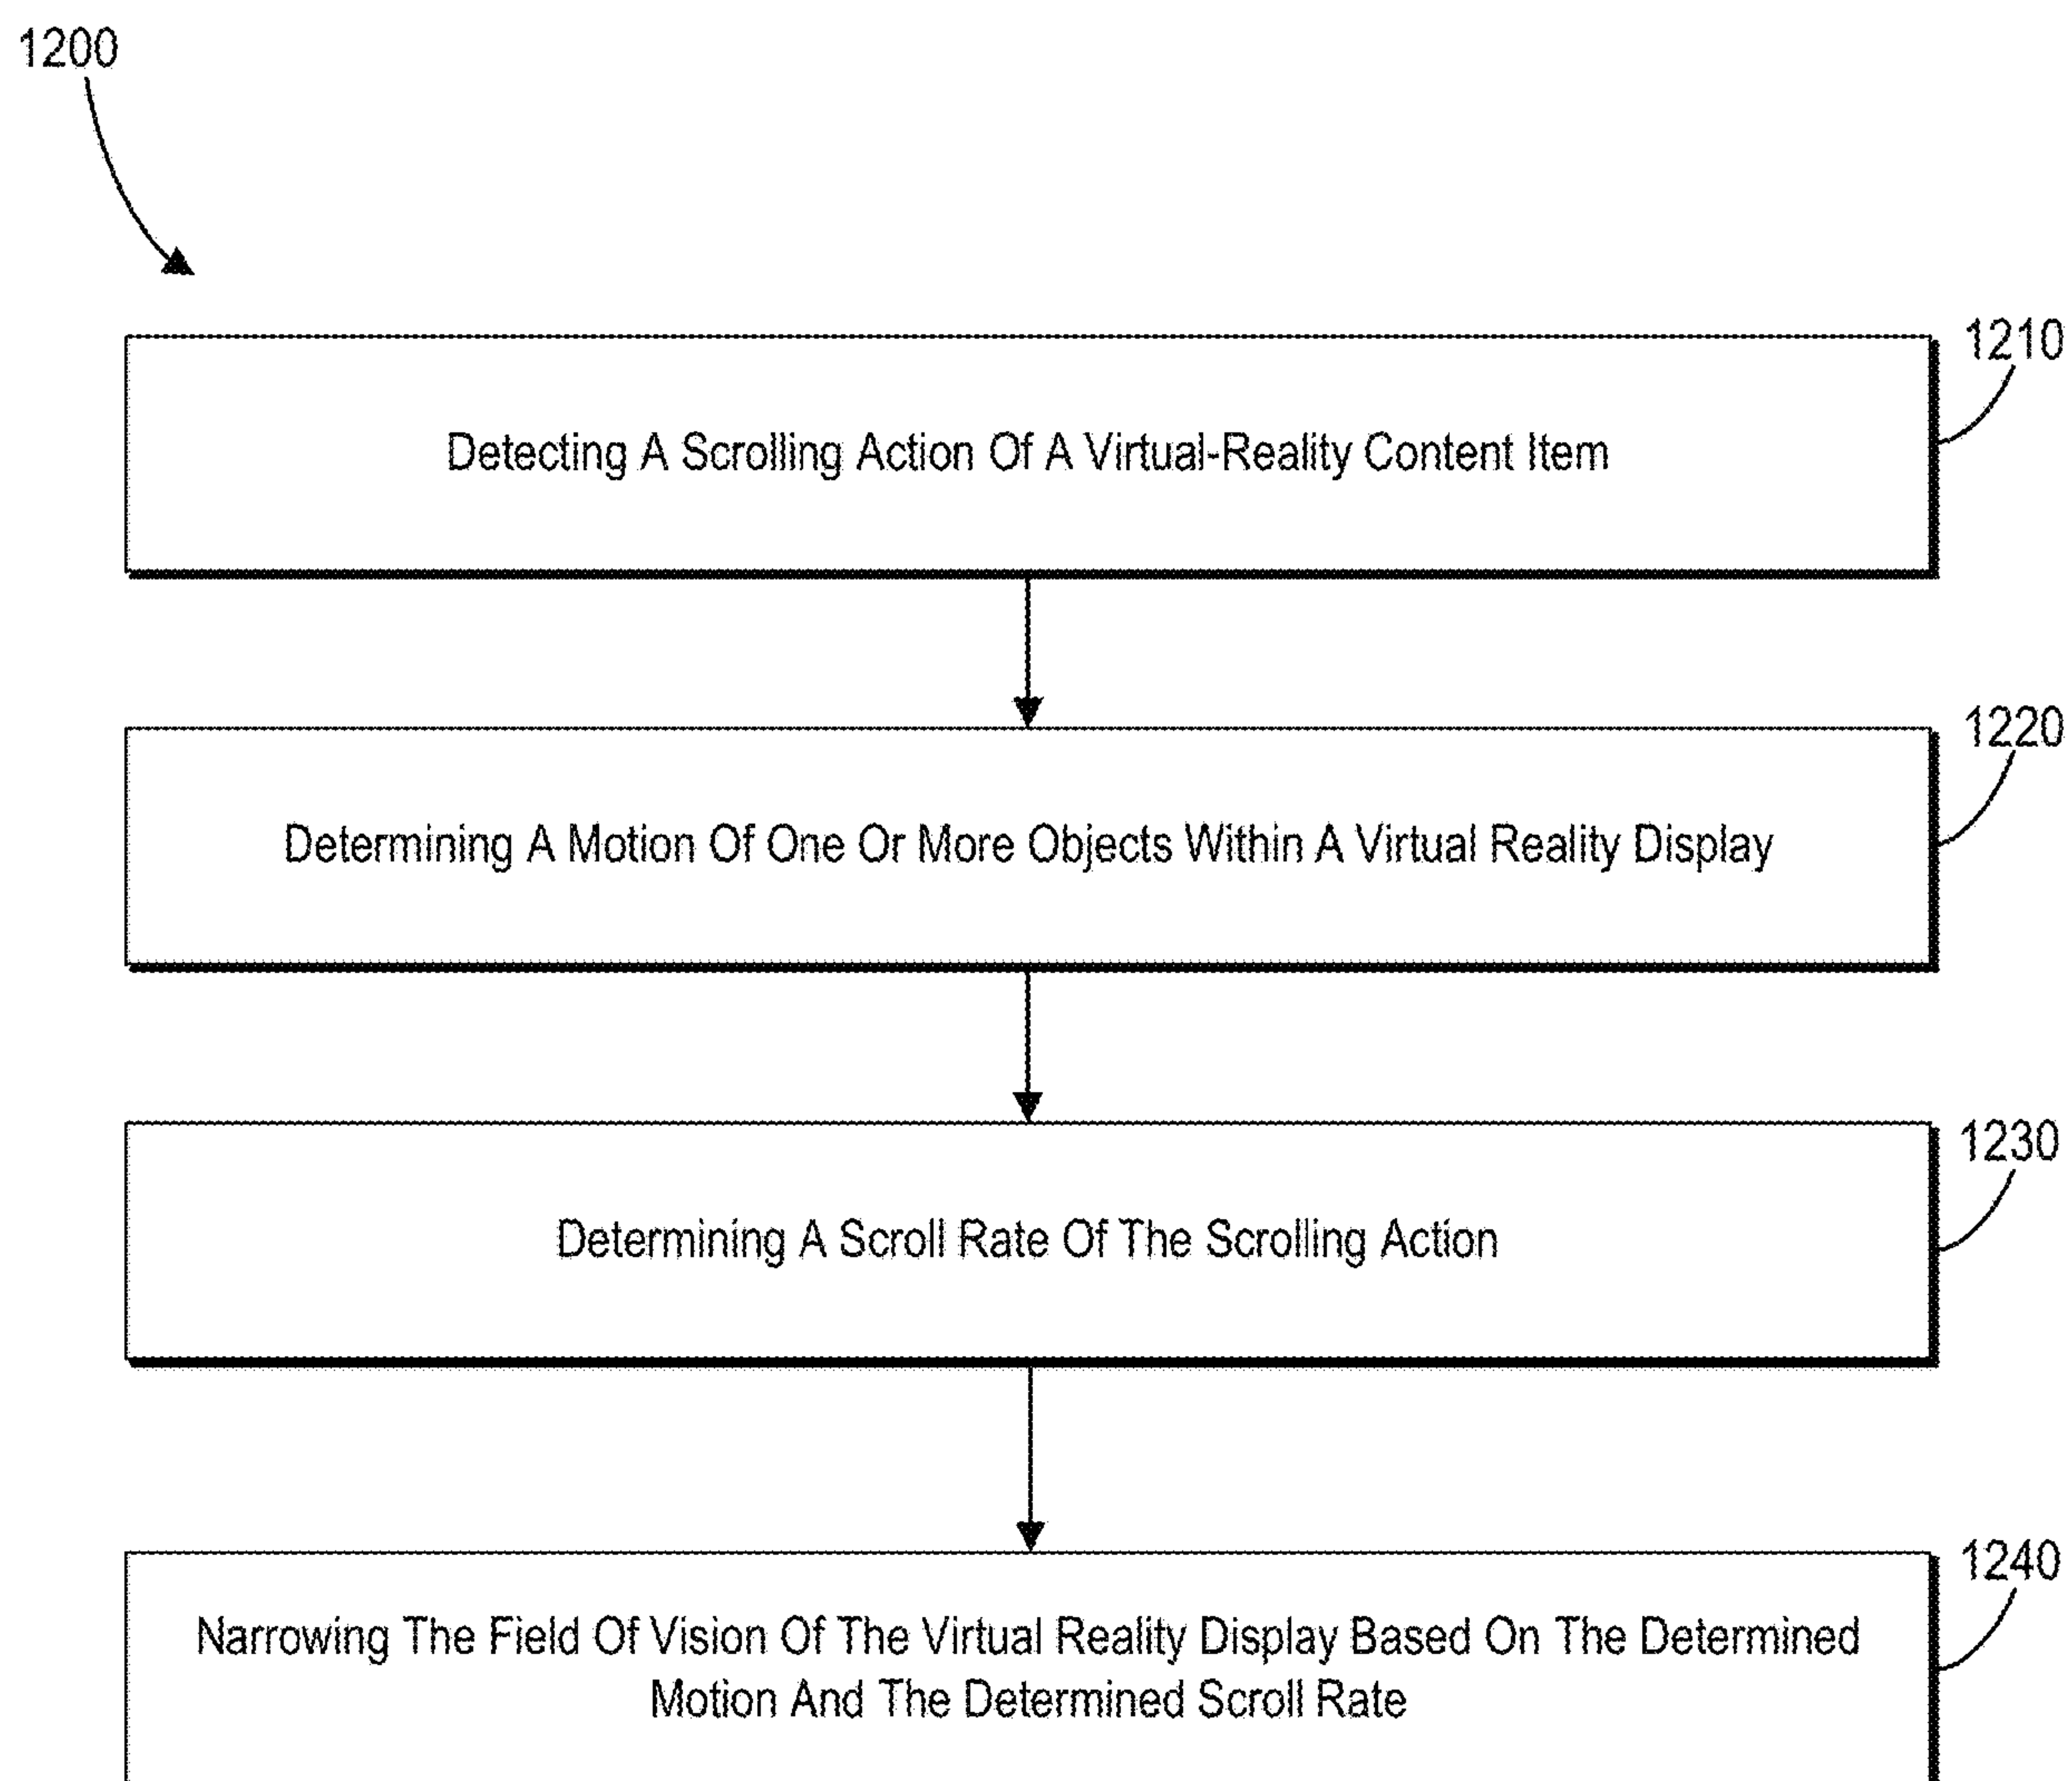 1200
1210
Detecting A Scrolling Action Of A Virtual-Reality Content Item
1220
Determining A Motion Of One Or More Objects Within A Virtual Reality Display
1230
Determining A Scroll Rate Of The Scrolling Action
1240
Narrowing The Field Of Vision Of The Virtual Reality Display Based On The Determined
Motion And The Determined Scroll Rate